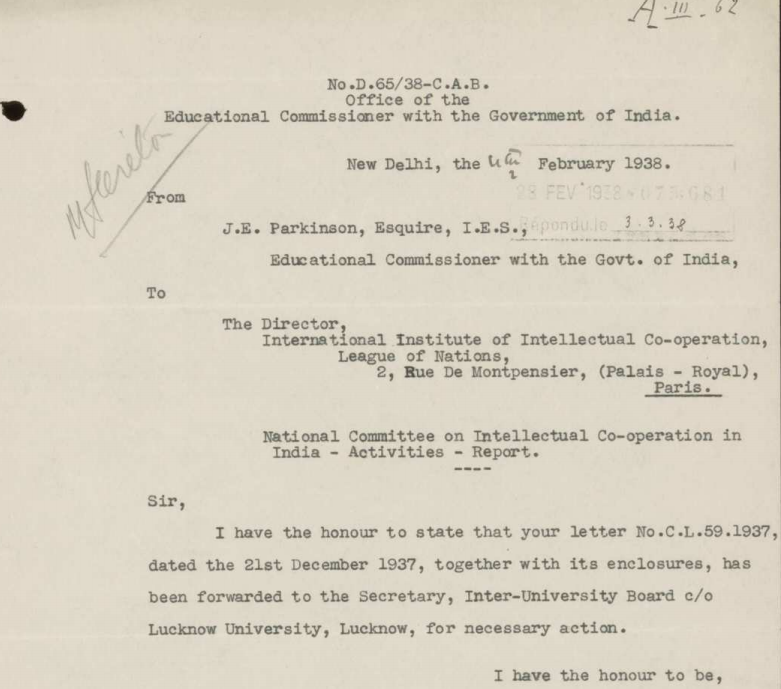 A.III.62
No.D.65/38-C.A.B.
Office of the
Educational Commissioner with the Government of India.
New Delhi, the February 1938.
28 FEV 1938 * 075.681
From
Répondu le 3.3.38
J.E. Parkinson, Esquire, I.E.S.,
Educational Commissioner with the Govt. of India,
To
The Director,
International Institute of Intellectual Co-operation,
League of Nations,
2, Rue De Montpensier, (Palais - Royal),
Paris.
National Committee on Intellectual Co-operation in
India - Activities - Report.
----
Sir,
I have the honour to state that your letter No.C.L.59.1937,
dated the 21st December 1937, together with its enclosures, has
been forwarded to the Secretary, Inter-University Board c/o
Lucknow University, Lucknow, for necessary action.
I have the honour to be,